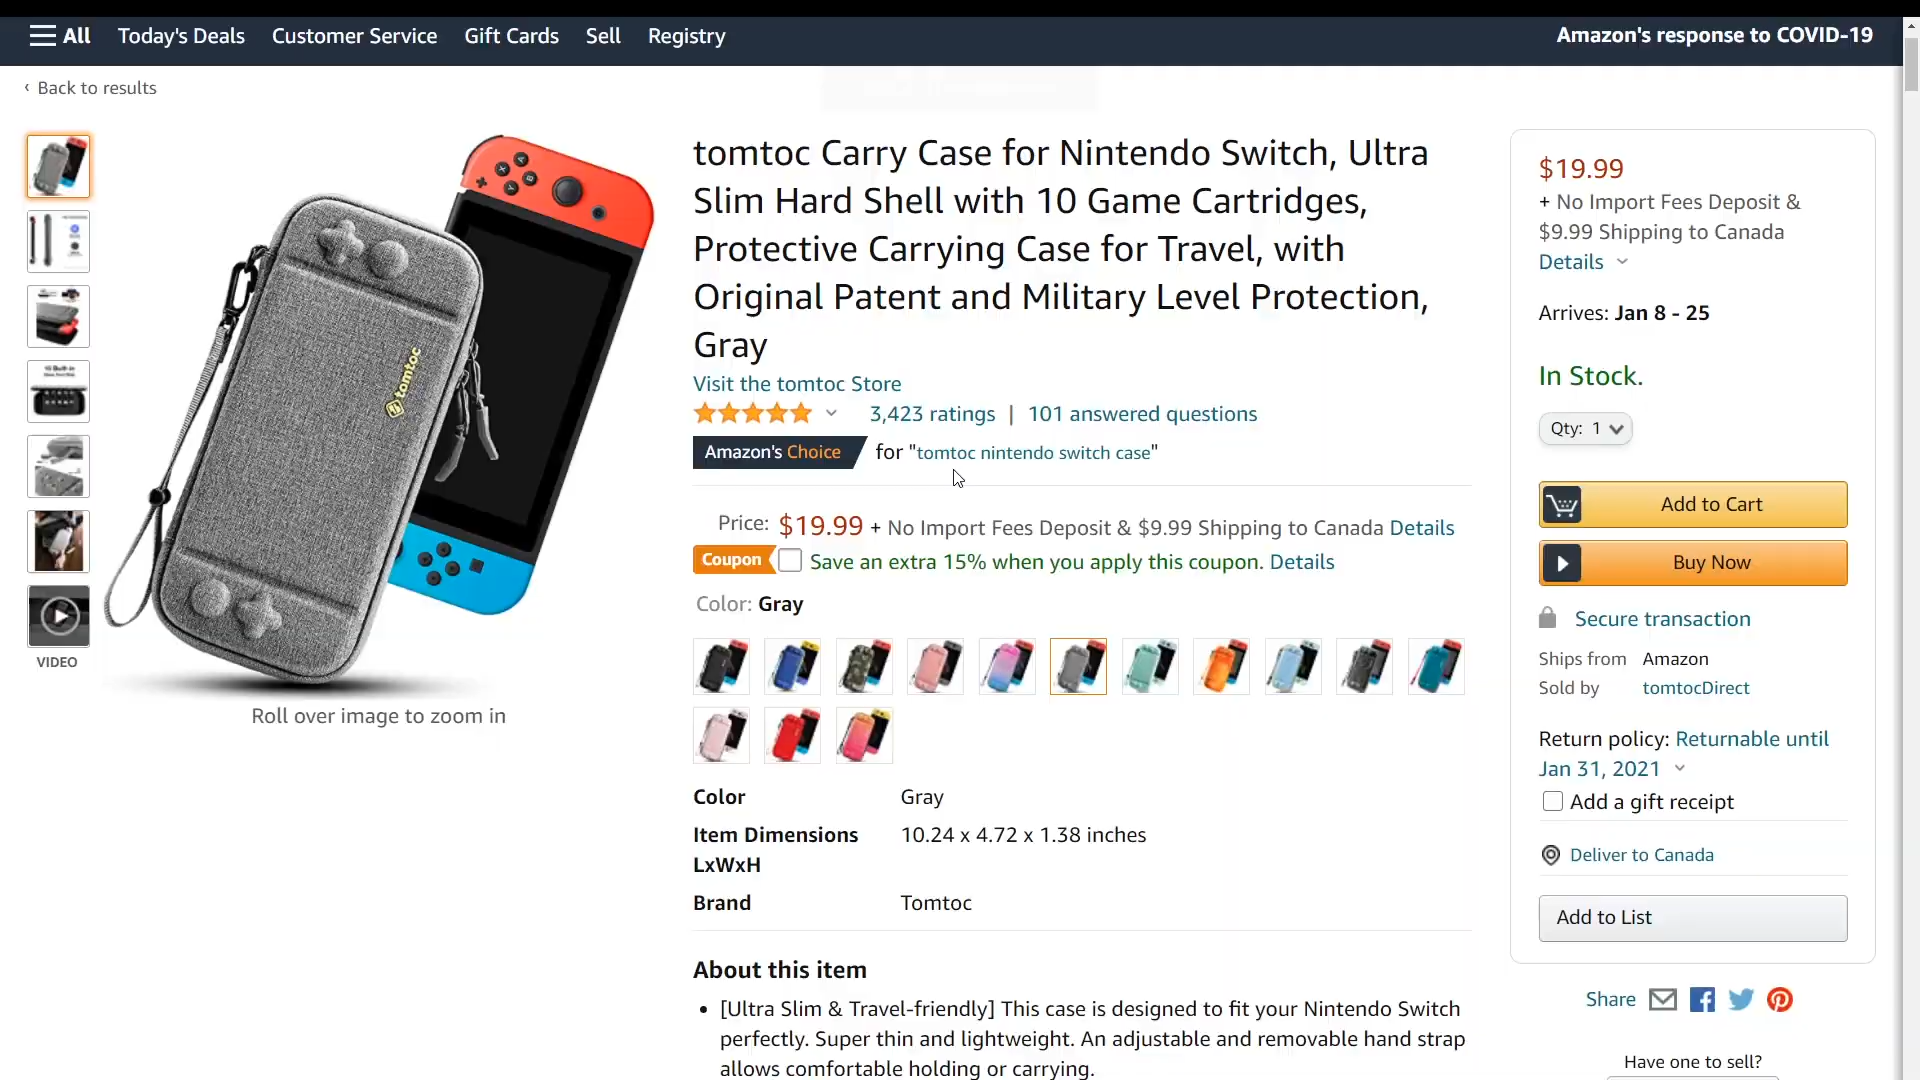 All Today's Deals Customer Service Gift Cards Sell Registry
Amazon's response to COVID-19
‹ Back to results
tomtoc
Roll over image to zoom in
VIDEO
tomtoc Carry Case for Nintendo Switch, Ultra
Slim Hard Shell with 10 Game Cartridges,
Protective Carrying Case for Travel, with
Original Patent and Military Level Protection,
Gray
Visit the tomtoc Store
3,423 ratings | 101 answered questions
Amazon's Choice for "tomtoc nintendo switch case"
Price: $19.99 + No Import Fees Deposit & $9.99 Shipping to Canada Details
Coupon Save an extra 15% when you apply this coupon. Details
Color: Gray
Color Gray
Item Dimensions 10.24 x 4.72 x 1.38 inches
LxWxH
Brand Tomtoc
About this item
• [Ultra Slim & Travel-friendly] This case is designed to fit your Nintendo Switch
perfectly. Super thin and lightweight. An adjustable and removable hand strap
allows comfortable holding or carrying.
$19.99
+ No Import Fees Deposit &
$9.99 Shipping to Canada
Details
Arrives: Jan 8 - 25
In Stock.
Qty: 1
Add to Cart
Buy Now
Secure transaction
Ships from Amazon
Sold by tomtocDirect
Return policy: Returnable until
Jan 31, 2021
Add a gift receipt
Deliver to Canada
Add to List
Share
Have one to sell?